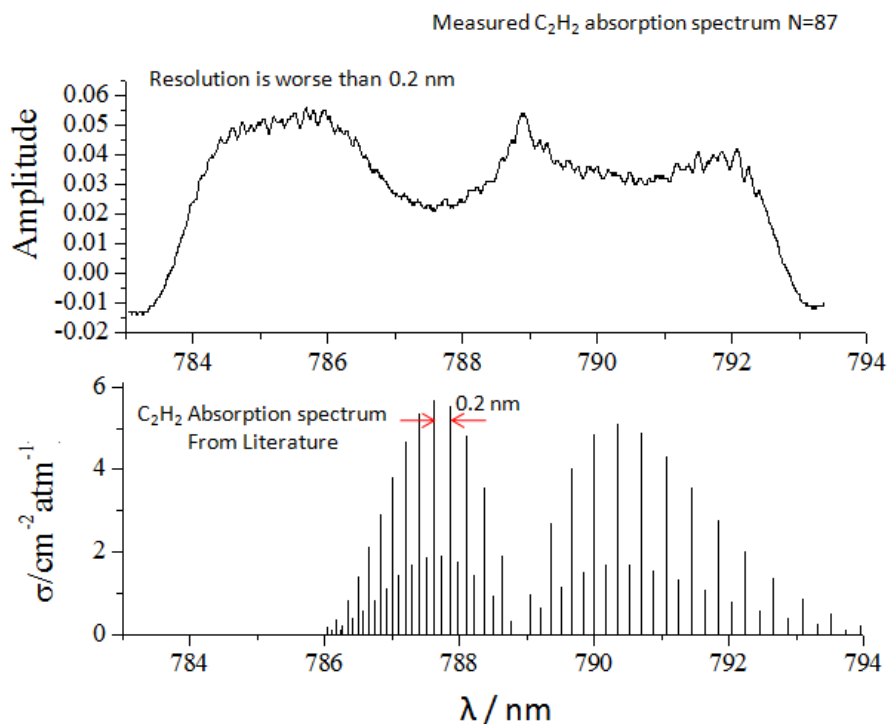 Measured C₂H₂ absorption spectrum N=87
Resolution is worse than 0.2 nm
Amplitude
0.06
0.05
0.04
0.03
0.02
0.01
0.00
-0.01
-0.02
784 786 788 790 792 794
C₂H₂ Absorption spectrum
From Literature
0.2 nm
σ/cm⁻²atm⁻¹
6
4
2
0
784 786 788 790 792 794
λ / nm